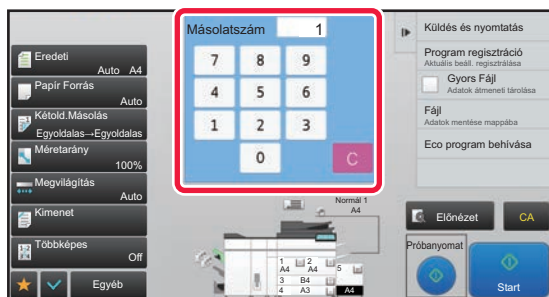 Eredeti
Auto A4
Papír Forrás
Auto
Kétold.Másolás
Egyoldalas→Egyoldalas
Méretarány
100%
Megvilágítás
Auto
Kimenet
Többképes
Off
Egyéb
Másolatszám 1
7 8 9
4 5 6
1 2 3
0 C
Normál 1
A4
1 2
A4 A4 5
3 B4
4 A3 A4
Küldés és nyomtatás
Program regisztráció
Aktuális beáll. regisztrálása
Gyors Fájl
Adatok átmeneti tárolása
Fájl
Adatok mentése mappába
Eco program behívása
Előnézet CA
Próbanyomat
Start